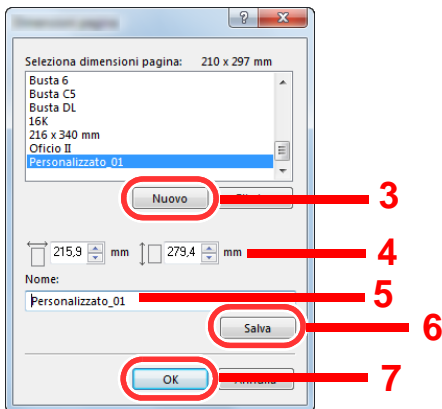 Seleziona dimensioni pagina: 210 x 297 mm
Busta 6
Busta C5
Busta DL
16K
216 x 340 mm
Oficio II
Personalizzato_01
Nuovo
3
215,9 mm 279,4 mm
4
Nome:
Personalizzato_01
5
Salva
6
OK Annulla
7